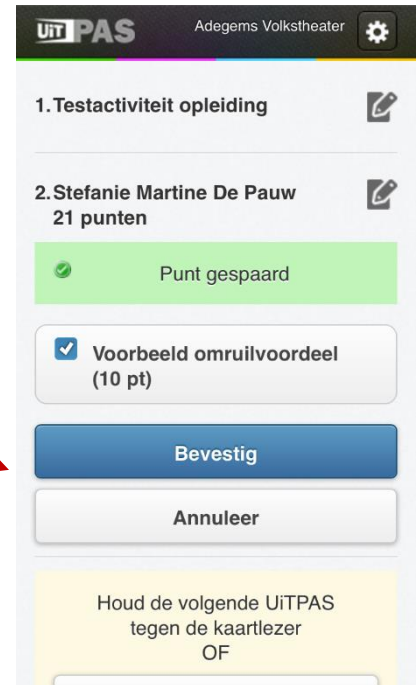 UiTPAS
Adegems Volkstheater
1. Testactiviteit opleiding
2. Stefanie Martine De Pauw
21 punten
Punt gespaard
Voorbeeld omruilvoordeel
(10 pt)
Bevestig
Annuleer
Houd de volgende UiTPAS
tegen de kaartlezer
OF